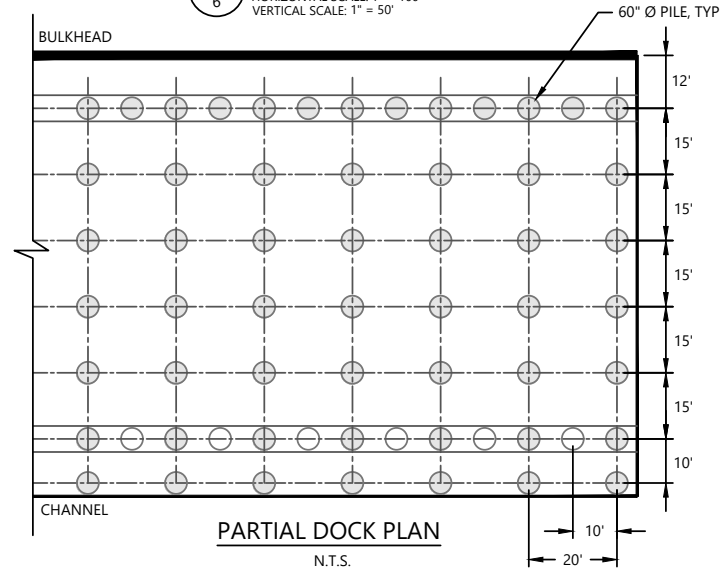 6
VERTICAL SCALE: 1" = 50'
60" Ø PILE, TYP
BULKHEAD
12'
15'
15'
15'
15'
15'
10'
CHANNEL
PARTIAL DOCK PLAN
N.T.S.
10'
20'